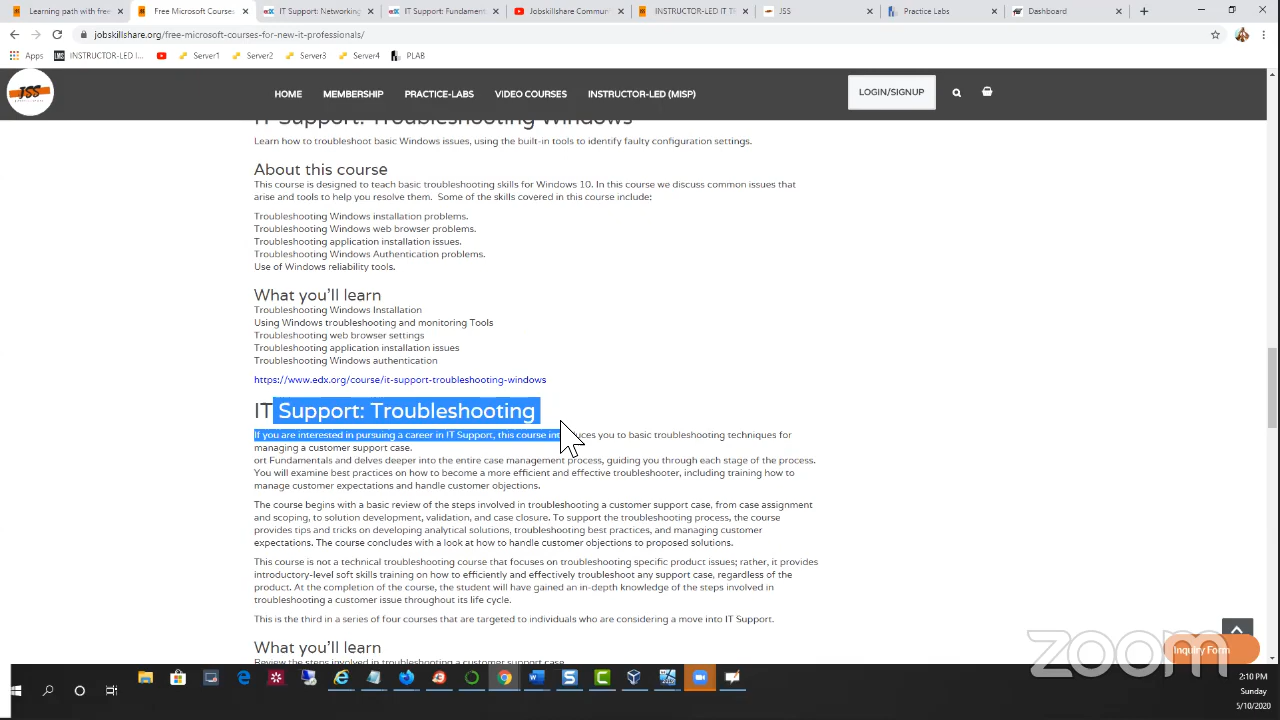 Learning path with free
Free Microsoft Courses
IT Support: Networking
IT Support: Fundament
Jobskillshare Commun
INSTRUCTOR-LED IT TR
JSS
Practice Labs
Dashboard
jobskillshare.org/free-microsoft-courses-for-new-it-professionals/
Apps
LMS
INSTRUCTOR-LED I...
Server1
Server2
Server3
Server4
PLAB
JSS
HOME
MEMBERSHIP
PRACTICE-LABS
VIDEO COURSES
INSTRUCTOR-LED (MISP)
LOGIN/SIGNUP
IT Support: Troubleshooting Windows
Learn how to troubleshoot basic Windows issues, using the built-in tools to identify faulty configuration settings.
About this course
This course is designed to teach basic troubleshooting skills for Windows 10. In this course we discuss common issues that
arise and tools to help you resolve them. Some of the skills covered in this course include:
Troubleshooting Windows installation problems.
Troubleshooting Windows web browser problems.
Troubleshooting application installation issues.
Troubleshooting Windows Authentication problems.
Use of Windows reliability tools.
What you'll learn
Troubleshooting Windows Installation
Using Windows troubleshooting and monitoring Tools
Troubleshooting web browser settings
Troubleshooting application installation issues
Troubleshooting Windows authentication
https://www.edx.org/course/it-support-troubleshooting-windows
IT Support: Troubleshooting
If you are interested in pursuing a career in IT Support, this course introduces you to basic troubleshooting techniques for
managing a customer support case.
ort Fundamentals and delves deeper into the entire case management process, guiding you through each stage of the process.
You will examine best practices on how to become a more efficient and effective troubleshooter, including training how to
manage customer expectations and handle customer objections.
The course begins with a basic review of the steps involved in troubleshooting a customer support case, from case assignment
and scoping, to solution development, validation, and case closure. To support the troubleshooting process, the course
provides tips and tricks on developing analytical solutions, troubleshooting best practices, and managing customer
expectations. The course concludes with a look at how to handle customer objections to proposed solutions.
This course is not a technical troubleshooting course that focuses on troubleshooting specific product issues; rather, it provides
introductory-level soft skills training on how to efficiently and effectively troubleshoot any support case, regardless of the
product. At the completion of the course, the student will have gained an in-depth knowledge of the steps involved in
troubleshooting a customer issue throughout its life cycle.
This is the third in a series of four courses that are targeted to individuals who are considering a move into IT Support.
What you'll learn
Review the steps involved in troubleshooting a customer support case
Inquiry Form
zoom
2:10 PM
Sunday
5/10/2020